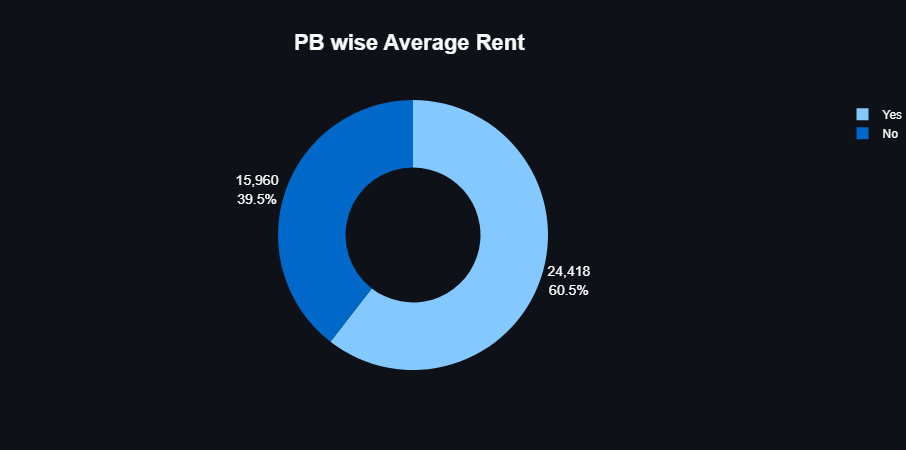 PB wise Average Rent
Yes
No
15,960
39.5%
24,418
60.5%